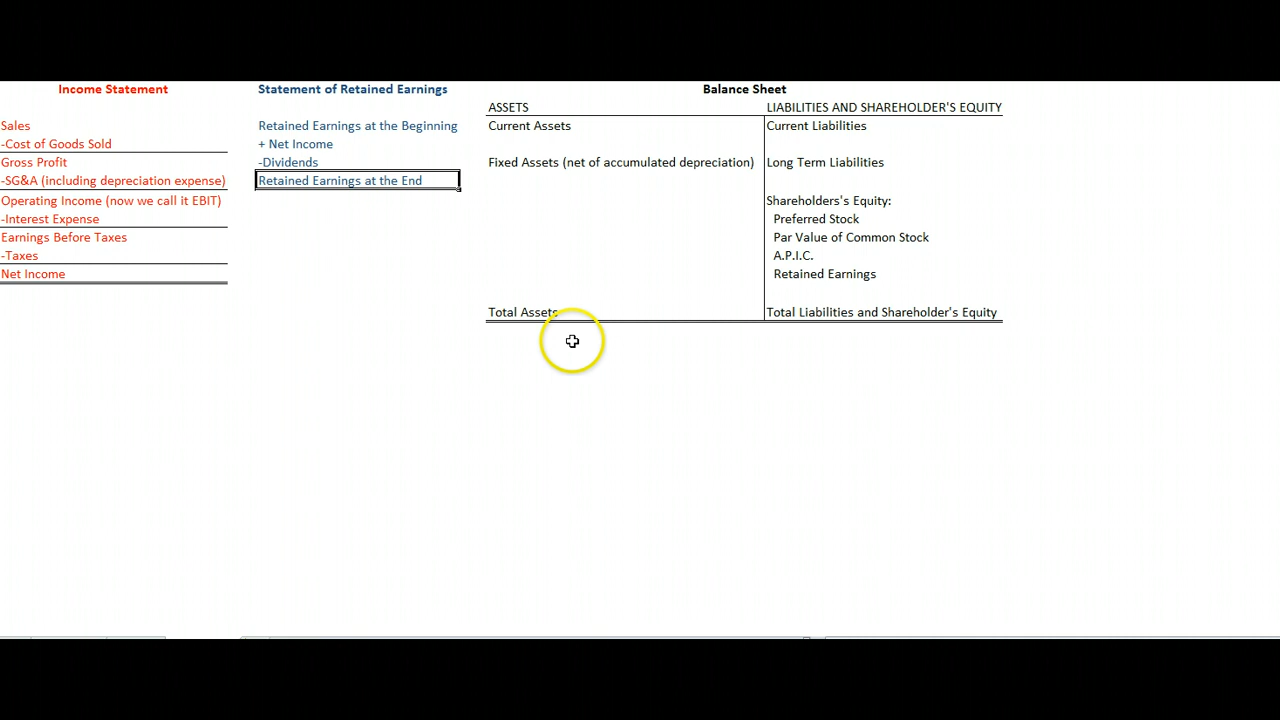 Income Statement
Sales
-Cost of Goods Sold
Gross Profit
-SG&A (including depreciation expense)
Operating Income (now we call it EBIT)
-Interest Expense
Earnings Before Taxes
-Taxes
Net Income
Statement of Retained Earnings
Retained Earnings at the Beginning
+ Net Income
-Dividends
Retained Earnings at the End
Balance Sheet
ASSETS
Current Assets
Fixed Assets (net of accumulated depreciation)
Total Assets
LIABILITIES AND SHAREHOLDER'S EQUITY
Current Liabilities
Long Term Liabilities
Shareholders's Equity:
Preferred Stock
Par Value of Common Stock
A.P.I.C.
Retained Earnings
Total Liabilities and Shareholder's Equity